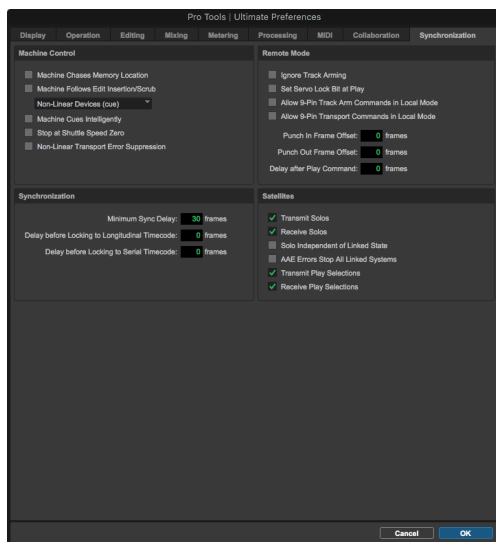 Pro Tools | Ultimate Preferences
Display Operation Editing Mixing Metering Processing MIDI Collaboration Synchronization
Machine Control
Machine Chases Memory Location
Machine Follows Edit Insertion/Scrub
Non-Linear Devices (cue)
Machine Cues Intelligently
Stop at Shuttle Speed Zero
Non-Linear Transport Error Suppression
Remote Mode
Ignore Track Arming
Set Servo Lock Bit at Play
Allow 9-Pin Track Arm Commands in Local Mode
Allow 9-Pin Transport Commands in Local Mode
Punch In Frame Offset: 0 frames
Punch Out Frame Offset: 0 frames
Delay after Play Command: 0 frames
Synchronization
Minimum Sync Delay: 30 frames
Delay before Locking to Longitudinal Timecode: 0 frames
Delay before Locking to Serial Timecode: 0 frames
Satellites
Transmit Solos
Receive Solos
Solo Independent of Linked State
AAE Errors Stop All Linked Systems
Transmit Play Selections
Receive Play Selections
Cancel OK